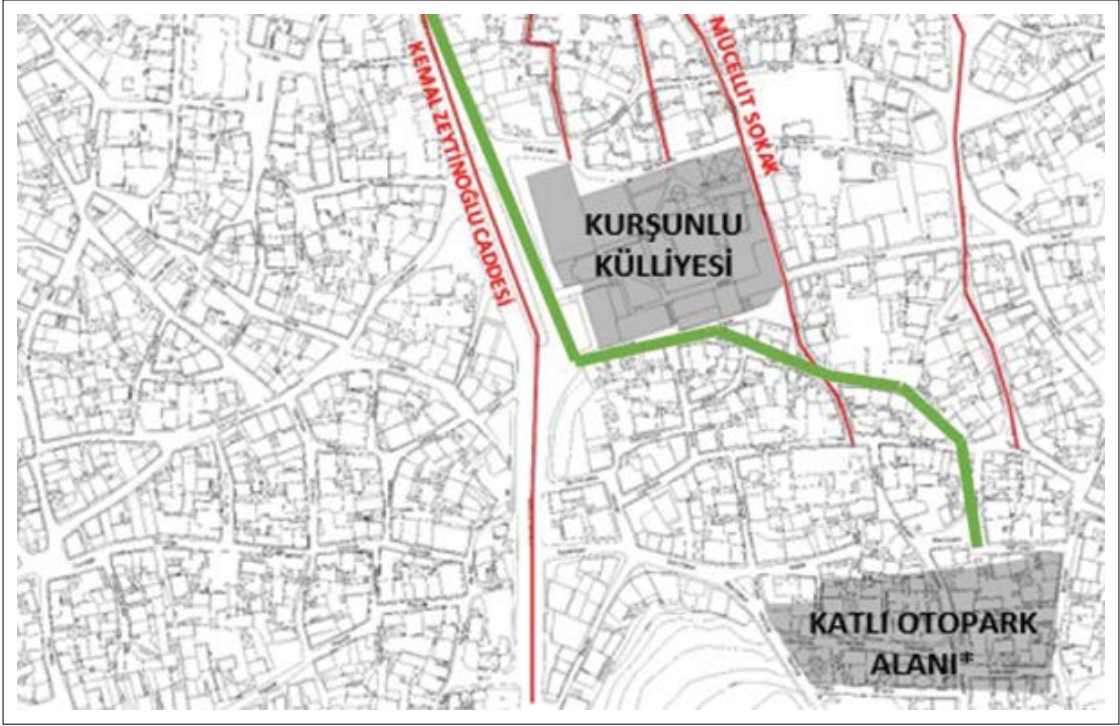 KEMAL ZEYTİNOĞLU CADDESİ
MÜCELLİT SOKAK
KURŞUNLU
KÜLLİYESİ
KATLI OTOPARK
ALANI*